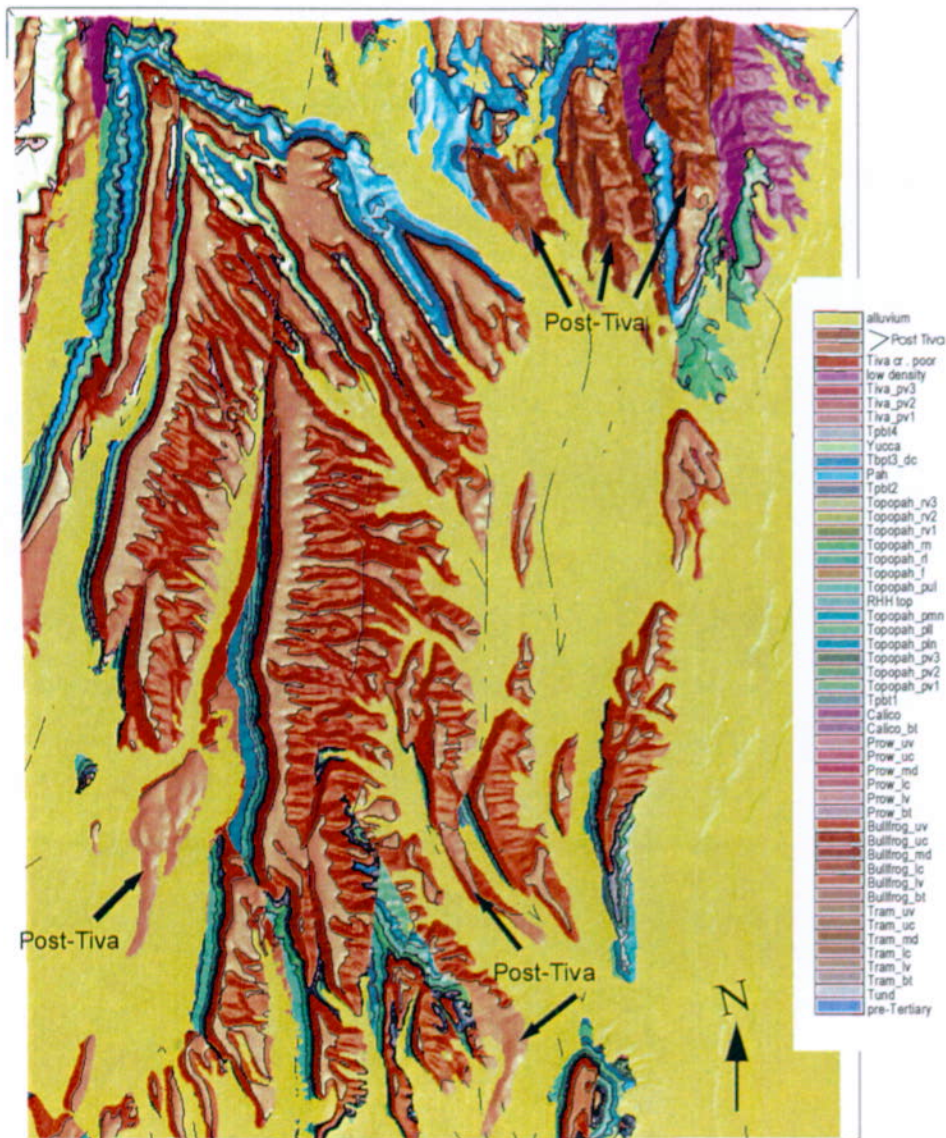 Post-Tiva
alluvium
Post Tiva
Tiva cr. poor
low density
Tiva_pv3
Tiva_pv2
Tiva_pv1
Tpbt4
Yucca
Tbpt3_dc
Pah
Tpbt2
Topopah_rv3
Topopah_rv2
Topopah_rv1
Topopah_rn
Topopah_rl
Topopah_f
Topopah_pul
RHH top
Topopah_pmn
Topopah_pll
Topopah_pln
Topopah_pv3
Topopah_pv2
Topopah_pv1
Tpbt1
Calico
Calico_bt
Prow_uv
Prow_uc
Prow_md
Prow_lc
Prow_lv
Prow_bt
Bullfrog_uv
Bullfrog_uc
Bullfrog_md
Bullfrog_lc
Bullfrog_lv
Bullfrog_bt
Tram_uv
Tram_uc
Tram_md
Tram_lc
Tram_lv
Tram_bt
Tund
pre-Tertiary
Post-Tiva
Post-Tiva
N